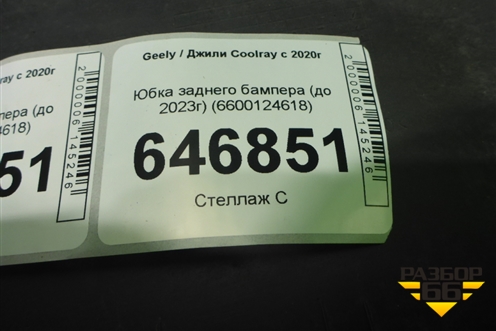 Geely / Джили Coolray с 2020г
Юбка заднего бампера (до
2023г) (6600124618)
646851
Стеллаж С
2000006145246
ray с 2020г
мпера (до
4618)
51
2000006145246
РАЗБОР
66